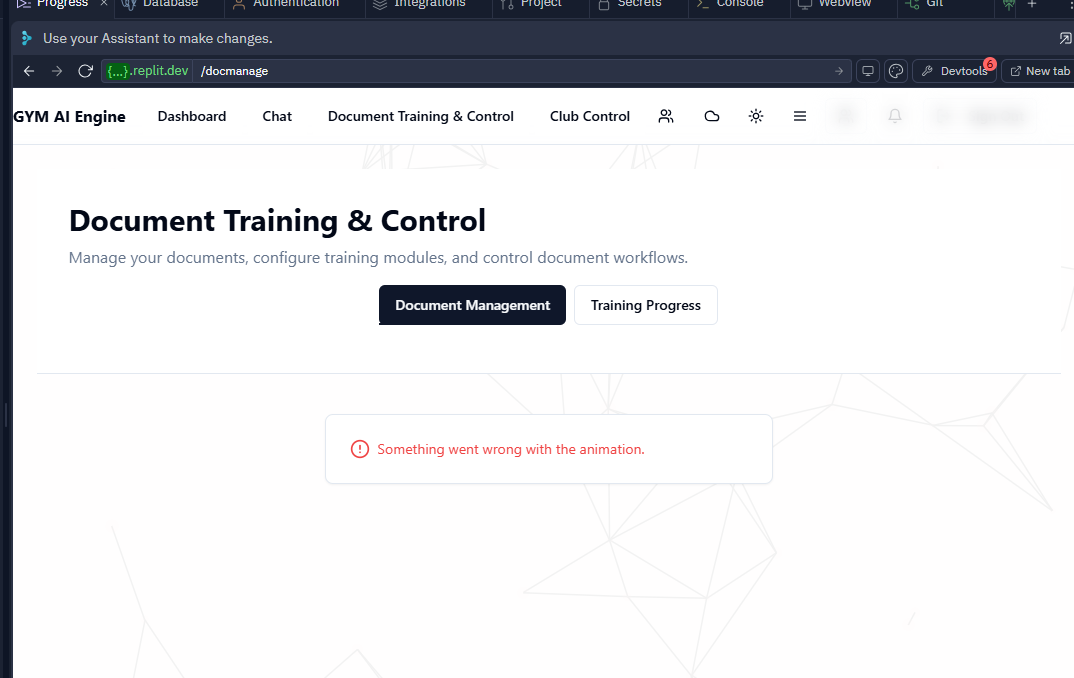 Progress × Database Authentication Integrations Project Secrets Console Webview Git +
Use your Assistant to make changes.
{...}.replit.dev /docmanage Devtools 6 New tab
GYM AI Engine Dashboard Chat Document Training & Control Club Control
Document Training & Control
Manage your documents, configure training modules, and control document workflows.
Document Management Training Progress
Something went wrong with the animation.